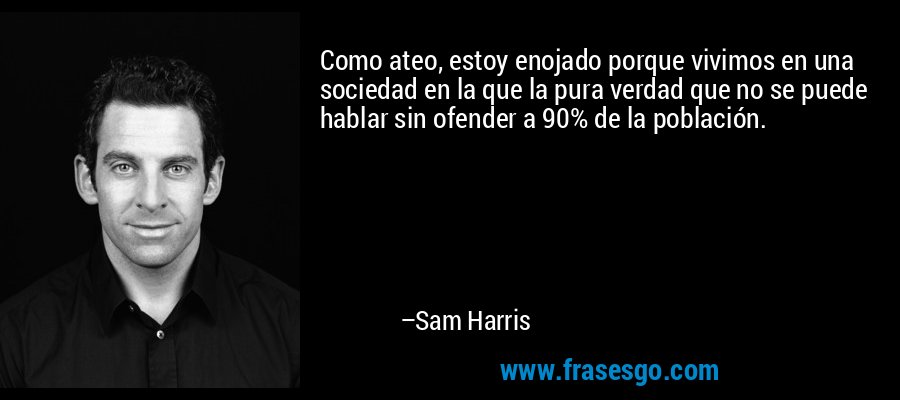 Como ateo, estoy enojado porque vivimos en una
sociedad en la que la pura verdad que no se puede
hablar sin ofender a 90% de la población.
–Sam Harris
www.frasesgo.com